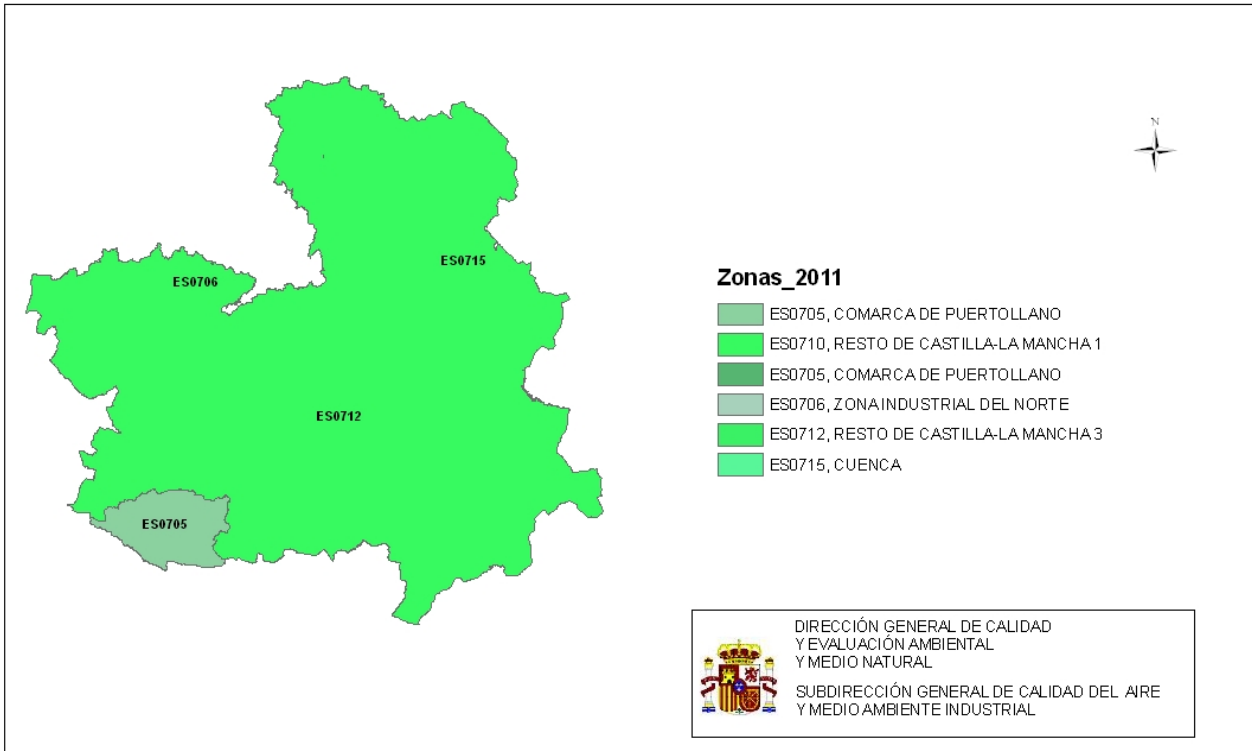 N
ES0715
ES0706
ES0712
ES0705
Zonas_2011
ES0705, COMARCA DE PUERTOLLANO
ES0710, RESTO DE CASTILLA-LA MANCHA 1
ES0705, COMARCA DE PUERTOLLANO
ES0706, ZONA INDUSTRIAL DEL NORTE
ES0712, RESTO DE CASTILLA-LA MANCHA 3
ES0715, CUENCA
DIRECCIÓN GENERAL DE CALIDAD
Y EVALUACIÓN AMBIENTAL
Y MEDIO NATURAL
SUBDIRECCIÓN GENERAL DE CALIDAD DEL AIRE
Y MEDIO AMBIENTE INDUSTRIAL